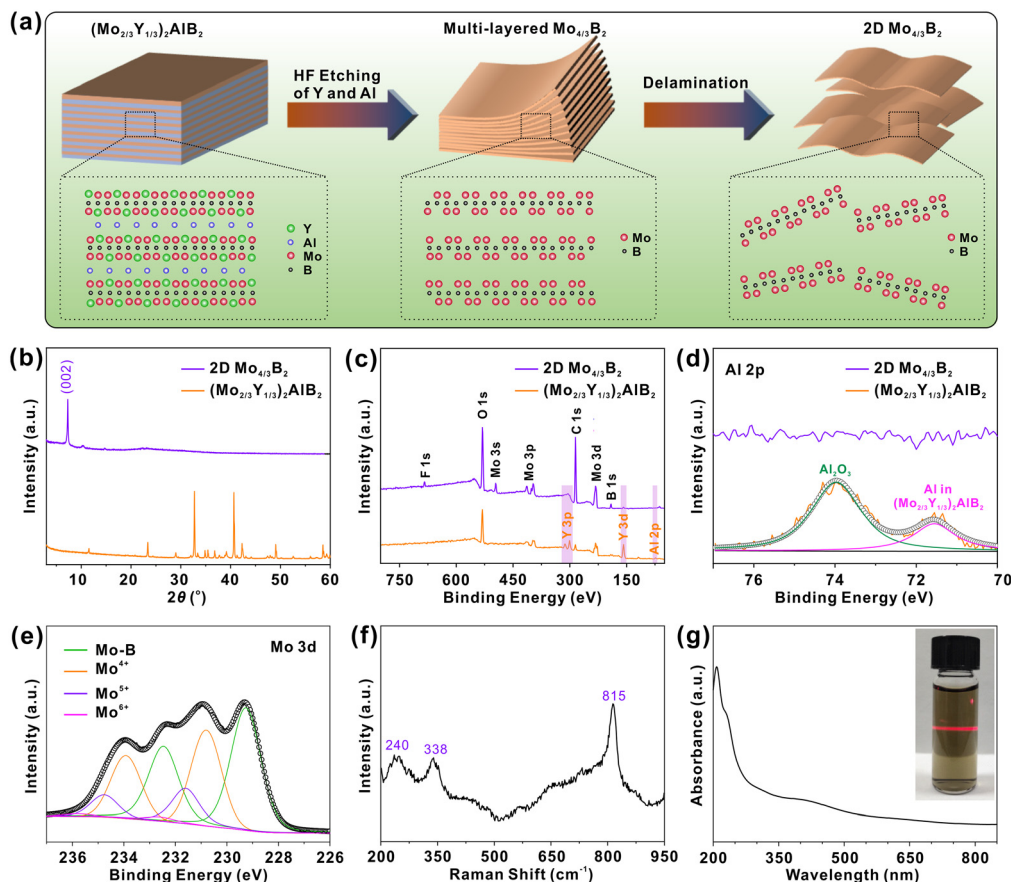 (a)
(Mo2/3Y1/3)2AlB2
Multi-layered Mo4/3B2
2D Mo4/3B2
HF Etching
of Y and Al
Delamination
Y
Al
Mo
B
Mo
B
Mo
B
(b)
2D Mo4/3B2
(Mo2/3Y1/3)2AlB2
(002)
Intensity (a.u.)
0 10 20 30 40 50 60
2θ (°)
(c)
2D Mo4/3B2
(Mo2/3Y1/3)2AlB2
F 1s
O 1s
Mo 3s
Mo 3p
C 1s
Mo 3d
B 1s
Y 3p
Y 3d
Al 2p
Intensity (a.u.)
750 600 450 300 150 0
Binding Energy (eV)
(d)
Al 2p
2D Mo4/3B2
(Mo2/3Y1/3)2AlB2
Al2O3
Al in
(Mo2/3Y1/3)2AlB2
Intensity (a.u.)
76 74 72 70
Binding Energy (eV)
(e)
Mo 3d
Mo-B
Mo4+
Mo5+
Mo6+
Intensity (a.u.)
236 234 231 229 226
Binding Energy (eV)
(f)
240
338
815
Intensity (a.u.)
200 350 500 650 800 950
Raman Shift (cm-1)
(g)
Absorbance (a.u.)
200 350 500 650 800
Wavelength (nm)